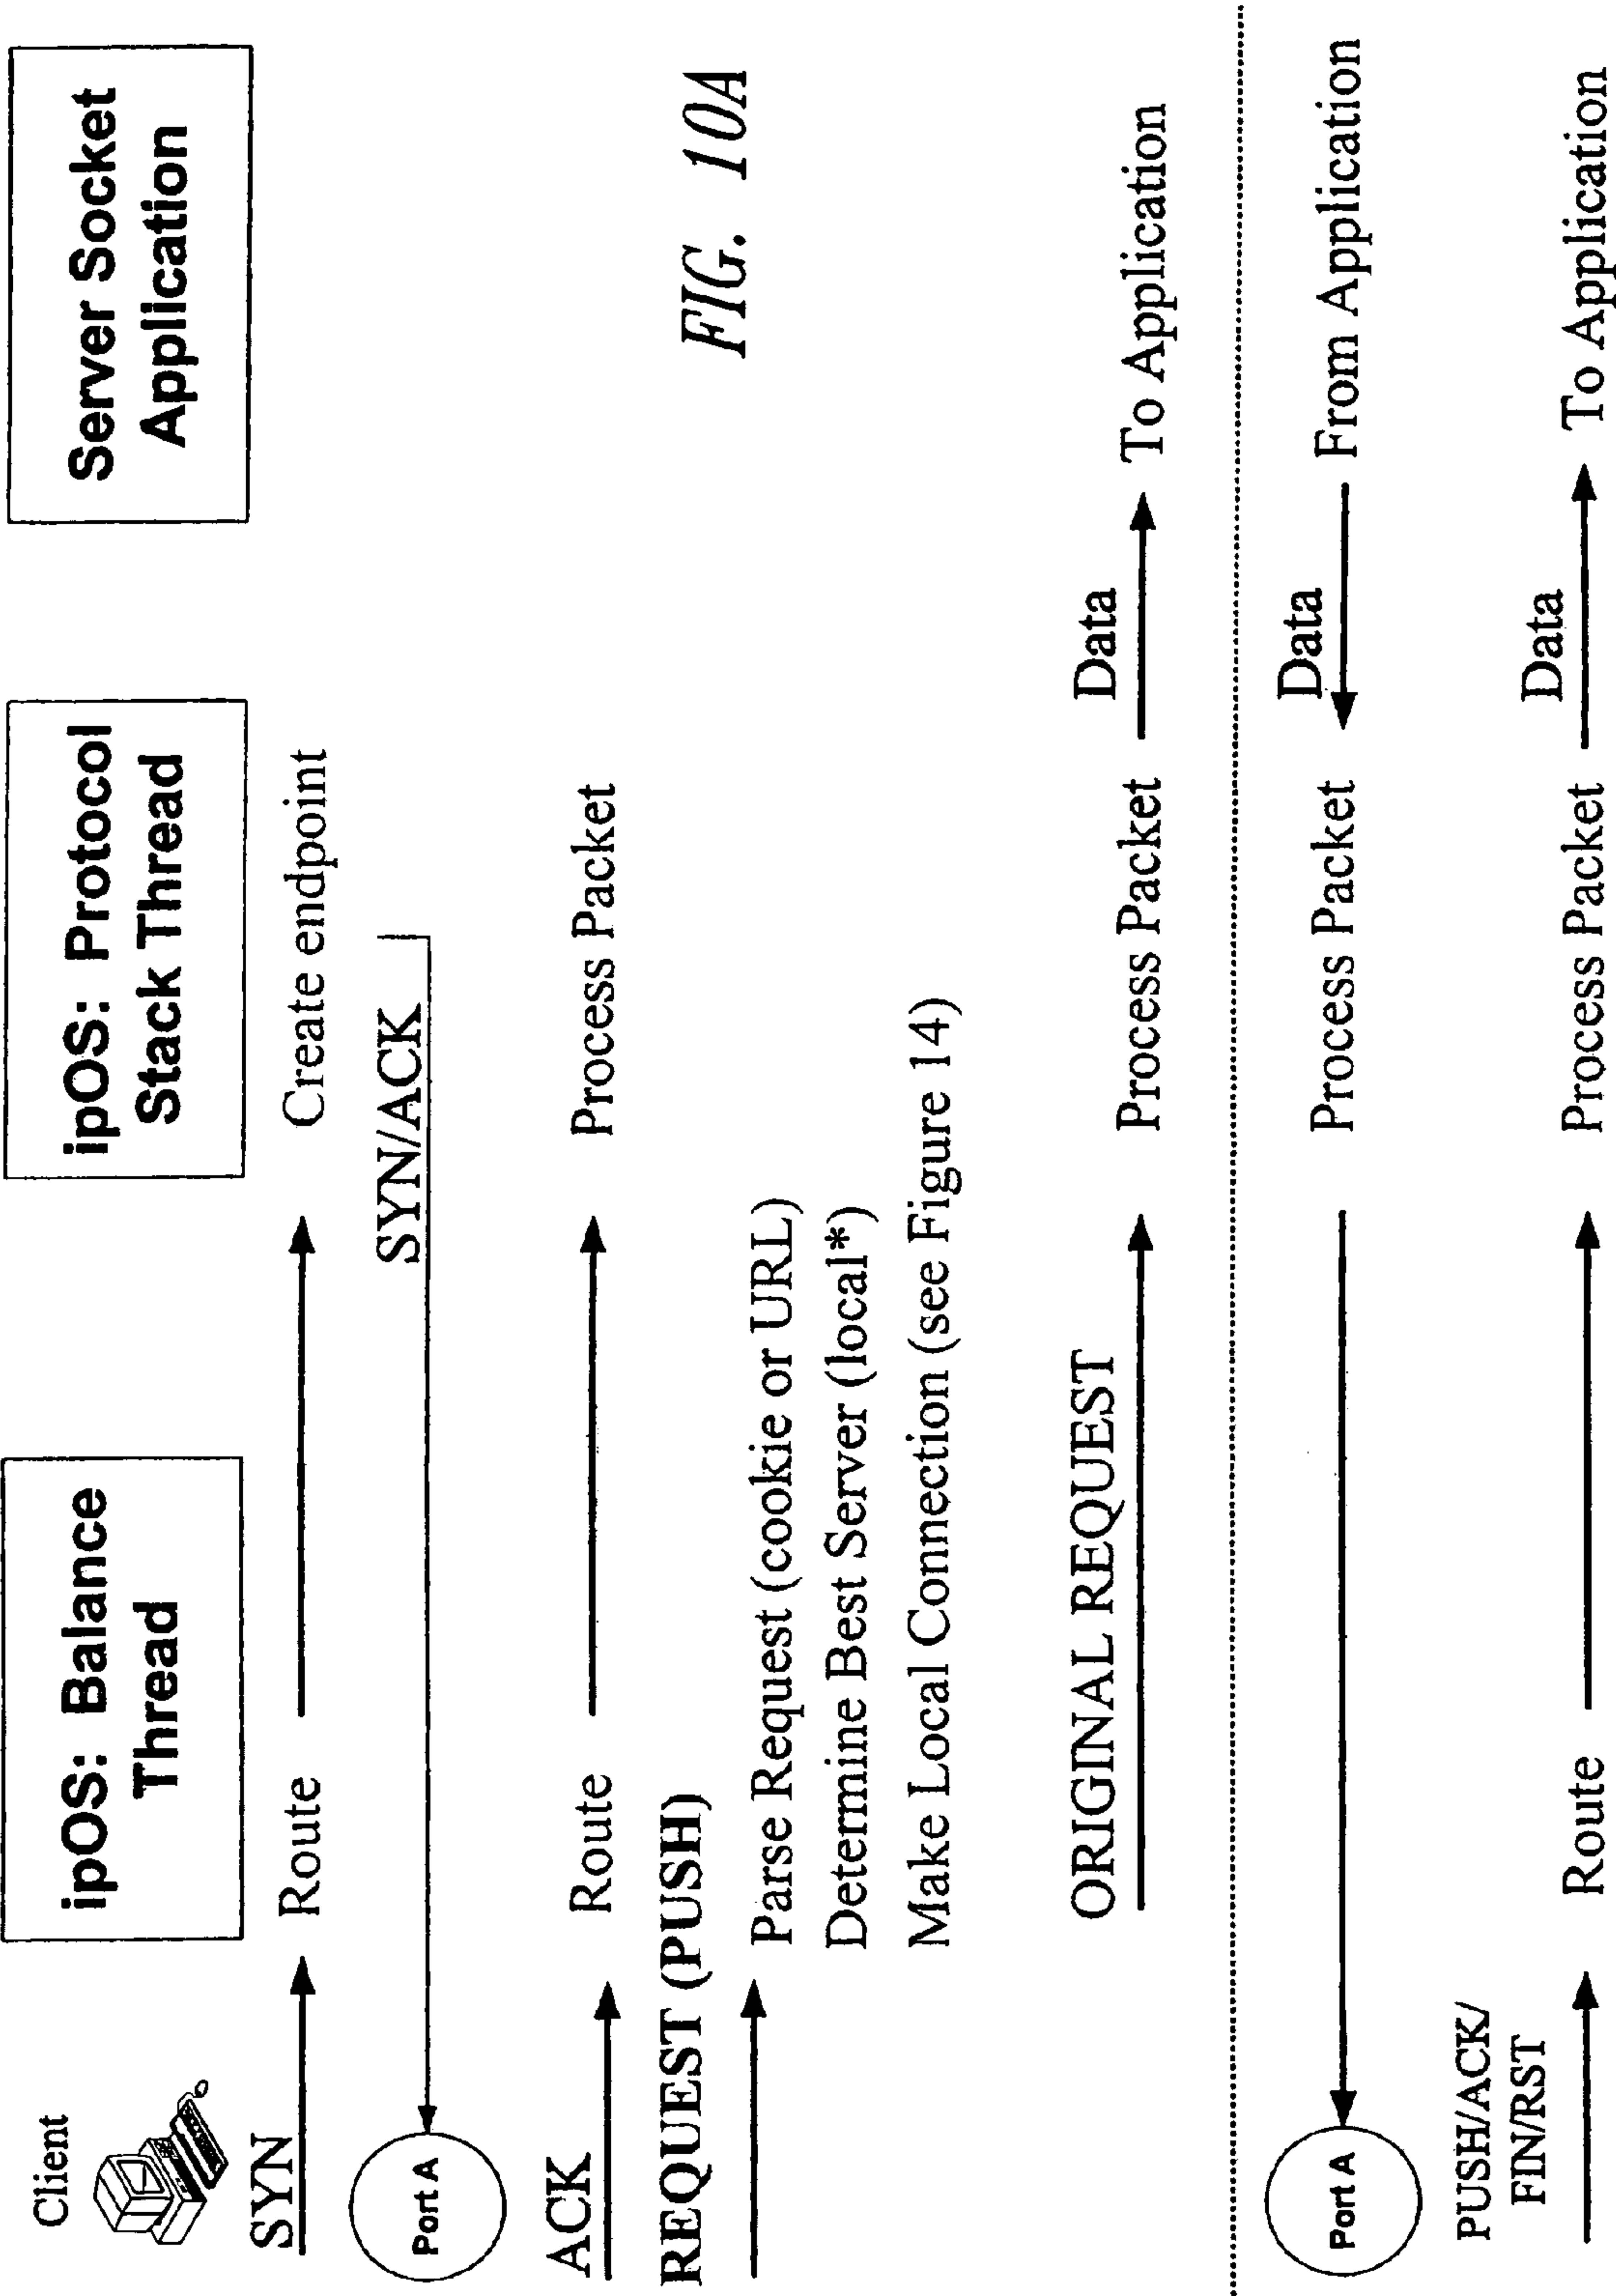 Client
ipOS: Balance
Thread
ipOS: Protocol
Stack Thread
Server Socket
Application
SYN
Route
Create endpoint
SYN/ACK
Port A
ACK
Route
Process Packet
REQUEST (PUSH)
Parse Request (cookie or URL)
Determine Best Server (local*)
Make Local Connection (see Figure 14)
FIG. 10A
ORIGINAL REQUEST
Process Packet
Data
To Application
Port A
Process Packet
Data
From Application
PUSH/ACK/
FIN/RST
Route
Process Packet
Data
To Application